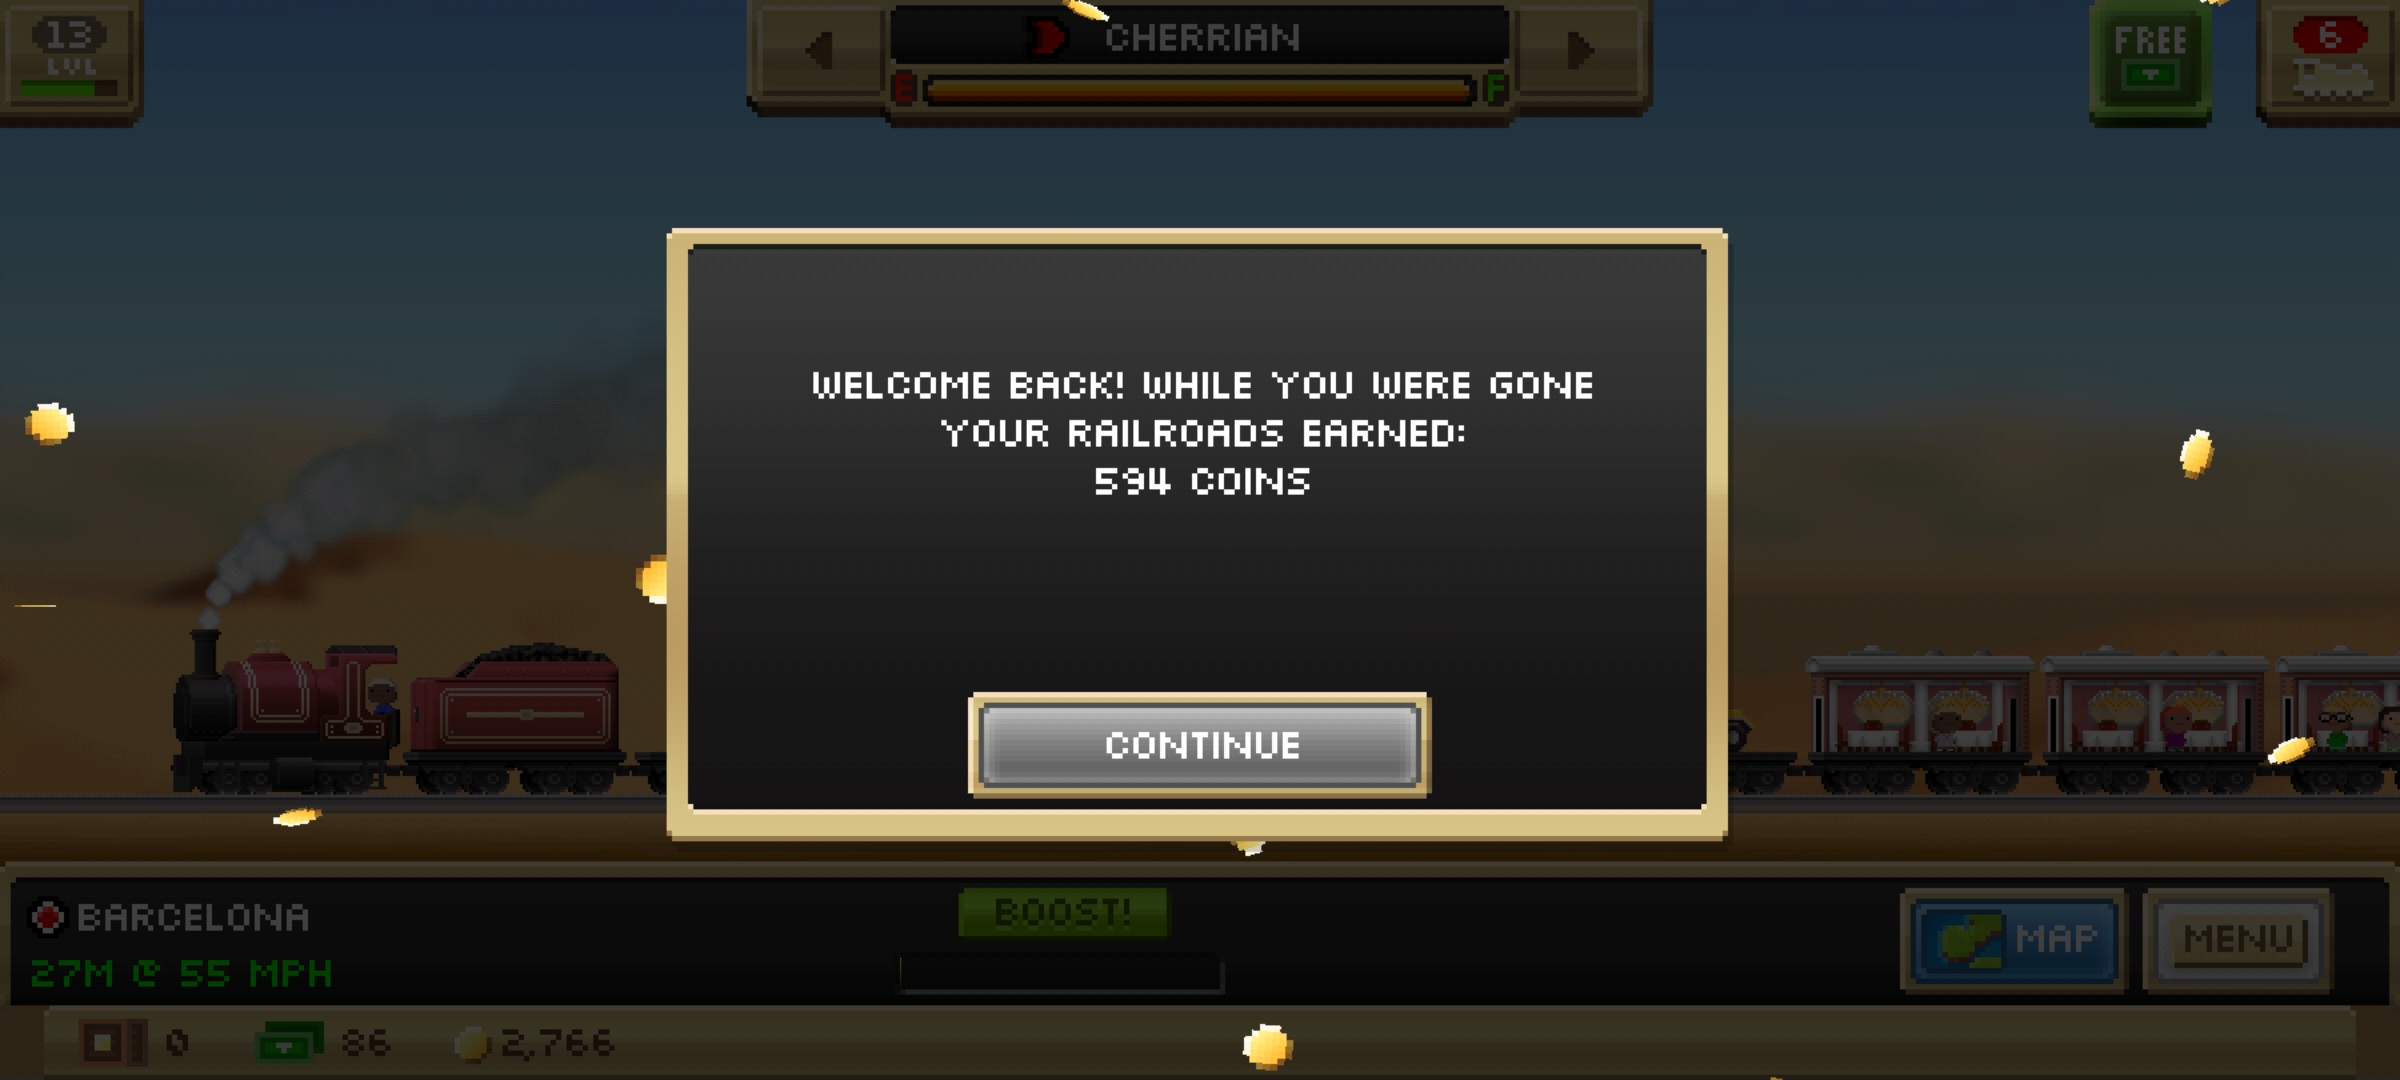 13
LVL
CHERRIAN
E F
FREE
6
WELCOME BACK! WHILE YOU WERE GONE
YOUR RAILROADS EARNED:
594 COINS
CONTINUE
BARCELONA
27M @ 55 MPH
BOOST!
MAP
MENU
0
86
2,766